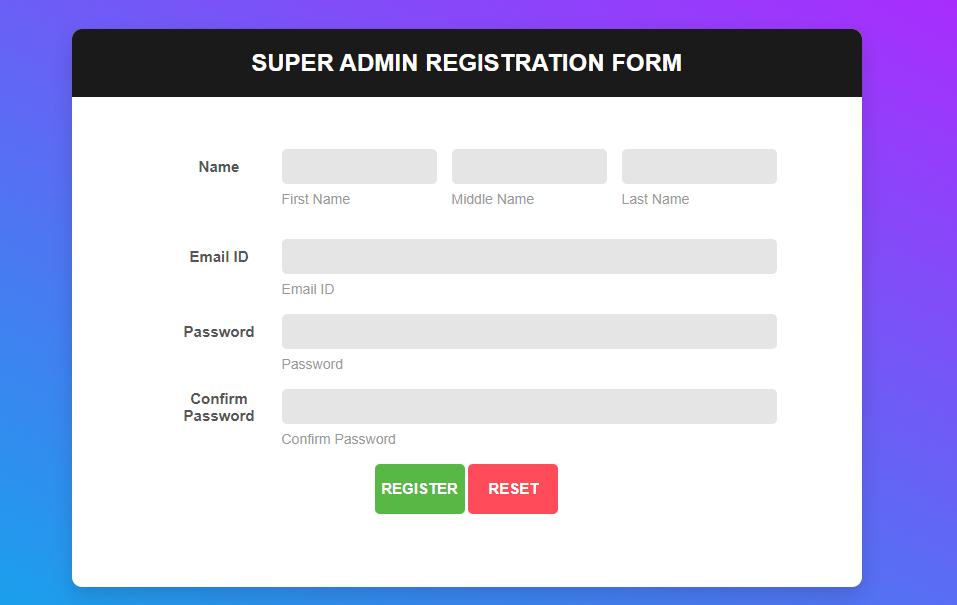 SUPER ADMIN REGISTRATION FORM
Name
First Name
Middle Name
Last Name
Email ID
Email ID
Password
Password
Confirm
Password
Confirm Password
REGISTER
RESET